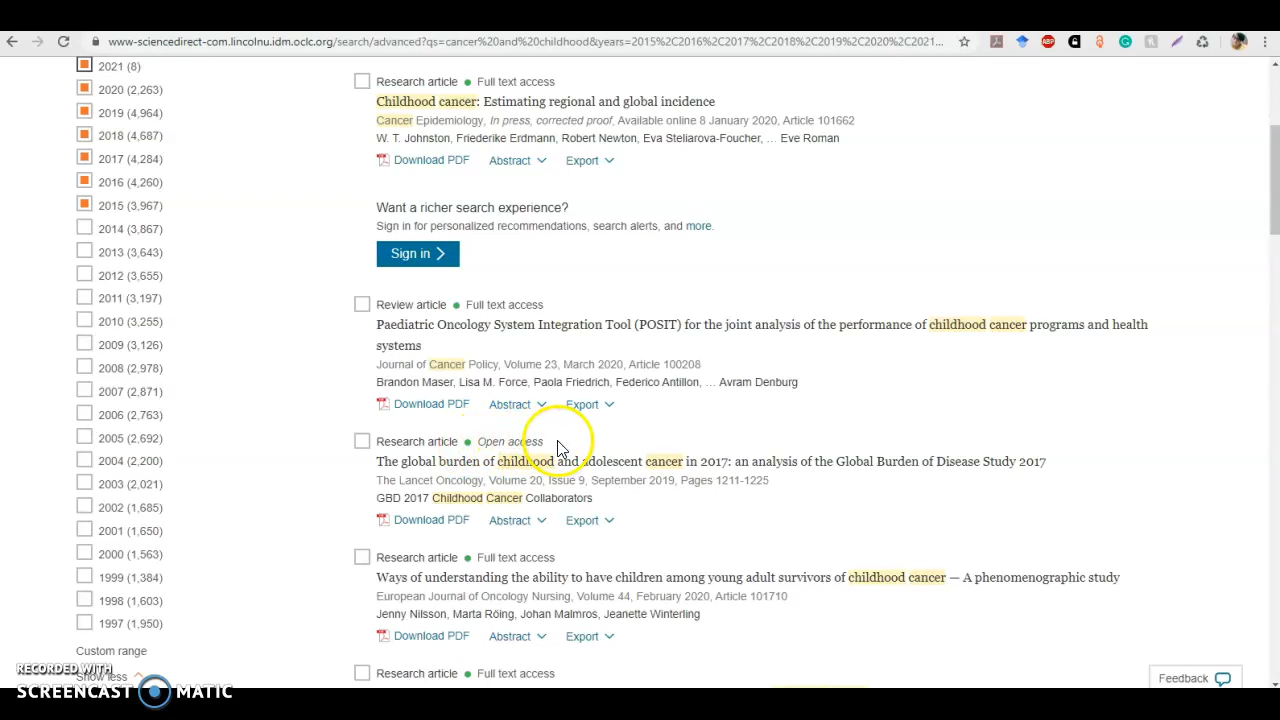 www-sciencedirect-com.lincolnu.idm.oclc.org/search/advanced?qs=cancer%20and%20childhood&years=2015%2C2016%2C2017%2C2018%2C2019%2C2020%2C2021...
2021 (8)
2020 (2,263)
2019 (4,964)
2018 (4,687)
2017 (4,284)
2016 (4,260)
2015 (3,967)
2014 (3,867)
2013 (3,643)
2012 (3,655)
2011 (3,197)
2010 (3,255)
2009 (3,126)
2008 (2,978)
2007 (2,871)
2006 (2,763)
2005 (2,692)
2004 (2,200)
2003 (2,021)
2002 (1,685)
2001 (1,650)
2000 (1,563)
1999 (1,384)
1998 (1,603)
1997 (1,950)
Custom range
Show less
Research article Full text access
Childhood cancer: Estimating regional and global incidence
Cancer Epidemiology, In press, corrected proof, Available online 8 January 2020, Article 101662
W. T. Johnston, Friederike Erdmann, Robert Newton, Eva Steliarova-Foucher, ... Eve Roman
Download PDF Abstract Export
Want a richer search experience?
Sign in for personalized recommendations, search alerts, and more.
Sign in
Review article Full text access
Paediatric Oncology System Integration Tool (POSIT) for the joint analysis of the performance of childhood cancer programs and health
systems
Journal of Cancer Policy, Volume 23, March 2020, Article 100208
Brandon Maser, Lisa M. Force, Paola Friedrich, Federico Antillon, ... Avram Denburg
Download PDF Abstract Export
Research article Open access
The global burden of childhood and adolescent cancer in 2017: an analysis of the Global Burden of Disease Study 2017
The Lancet Oncology, Volume 20, Issue 9, September 2019, Pages 1211-1225
GBD 2017 Childhood Cancer Collaborators
Download PDF Abstract Export
Research article Full text access
Ways of understanding the ability to have children among young adult survivors of childhood cancer — A phenomenographic study
European Journal of Oncology Nursing, Volume 44, February 2020, Article 101710
Jenny Nilsson, Marta Röing, Johan Malmros, Jeanette Winterling
Download PDF Abstract Export
Research article Full text access
Feedback
RECORDED WITH
SCREENCAST MATIC
ABP